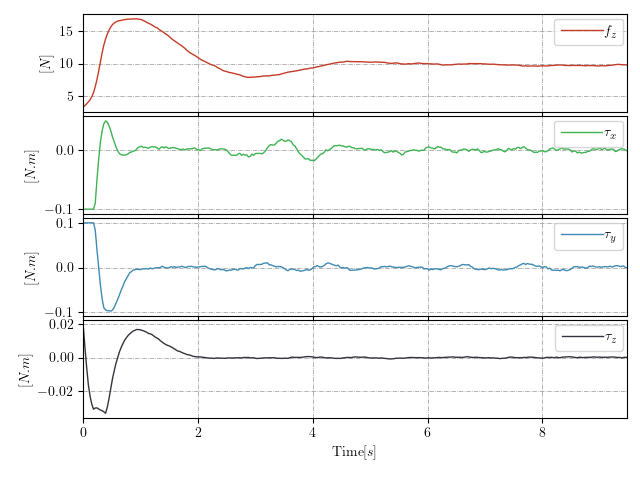 15
10
5
[N]
f_z
0.0
−0.1
[N.m]
τ_x
0.1
0.0
−0.1
[N.m]
τ_y
0.02
0.00
−0.02
[N.m]
τ_z
0 2 4 6 8
Time[s]